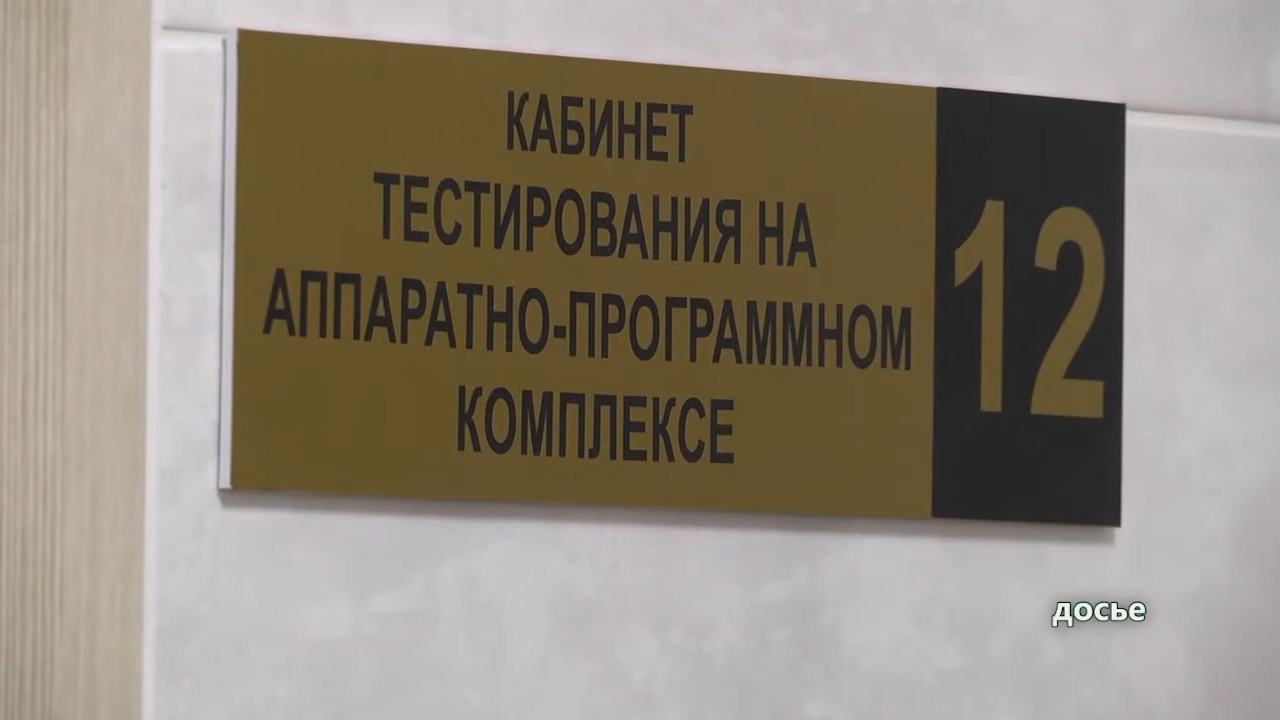 КАБИНЕТ
ТЕСТИРОВАНИЯ НА
АППАРАТНО-ПРОГРАММНОМ
КОМПЛЕКСЕ
12
досье